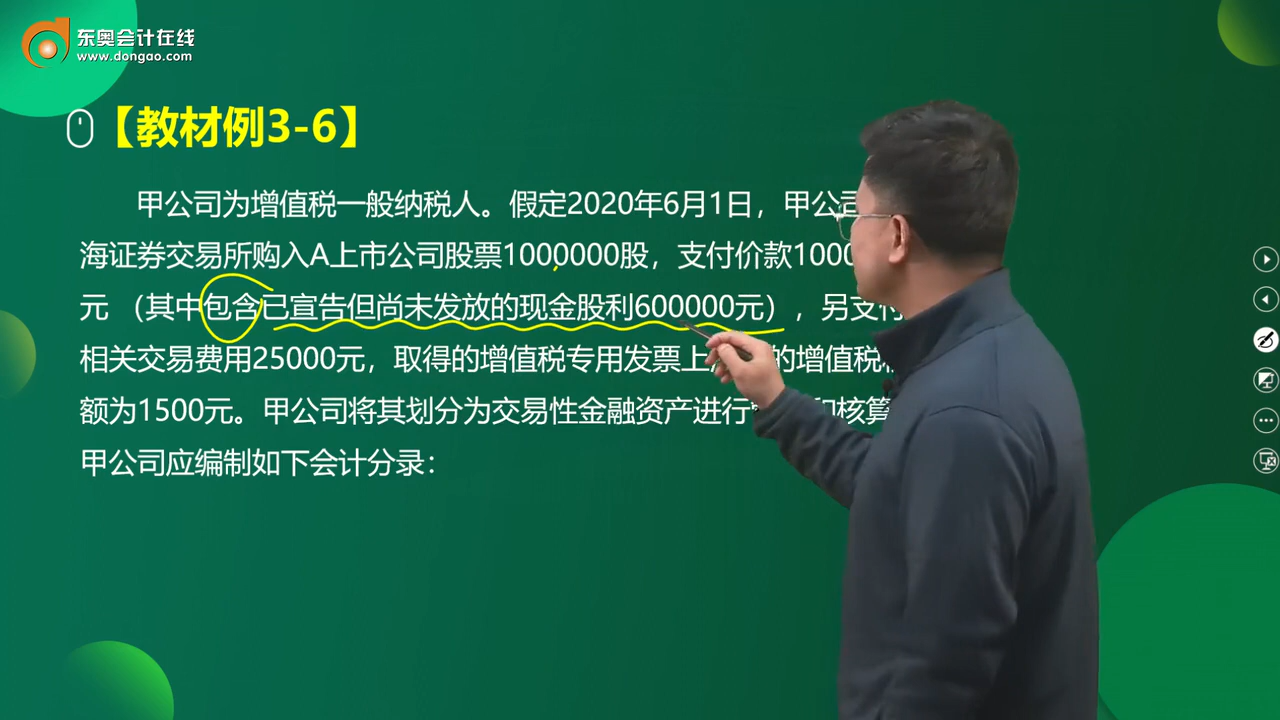 东奥会计在线
www.dongao.com
【教材例3-6】
甲公司为增值税一般纳税人。假定2020年6月1日，甲公司
海证券交易所购入A上市公司股票1000000股，支付价款1000
元 （其中包含已宣告但尚未发放的现金股利600000元），另支付
相关交易费用25000元，取得的增值税专用发票上 的增值税
额为1500元。甲公司将其划分为交易性金融资产进行 和核算
甲公司应编制如下会计分录：